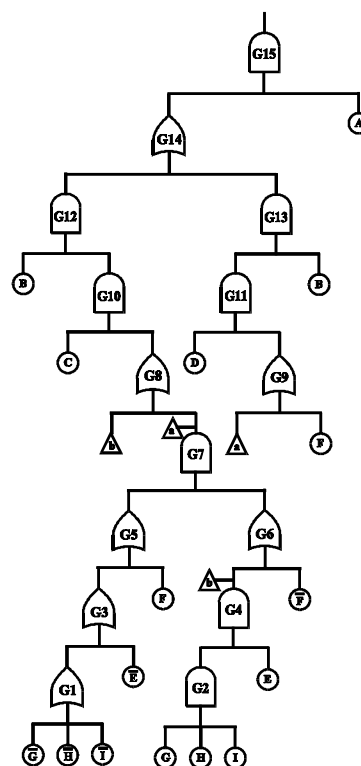 G15
A
G14
G12 G13
B G10 G11 B
C G8 D G9
b a G7 a F
G5 G6
G3 F b G4 F̅
G1 E̅ G2 E
G̅ H̅ I̅ G H I